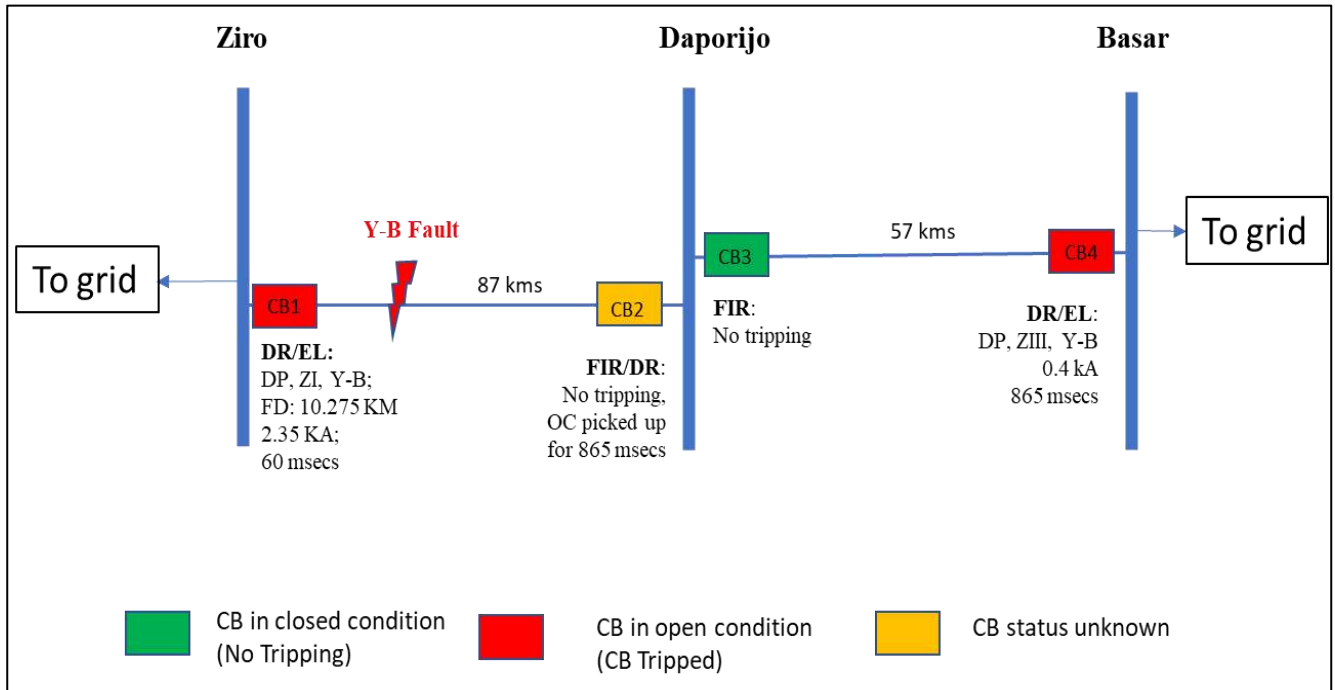 Ziro
Daporijo
Basar
Y-B Fault
To grid
To grid
87 kms
57 kms
CB1
CB2
CB3
CB4
DR/EL:
DP, ZI, Y-B;
FD: 10.275 KM
2.35 KA;
60 msecs
FIR/DR:
No tripping,
OC picked up
for 865 msecs
FIR:
No tripping
DR/EL:
DP, ZIII, Y-B
0.4 kA
865 msecs
CB in closed condition
(No Tripping)
CB in open condition
(CB Tripped)
CB status unknown